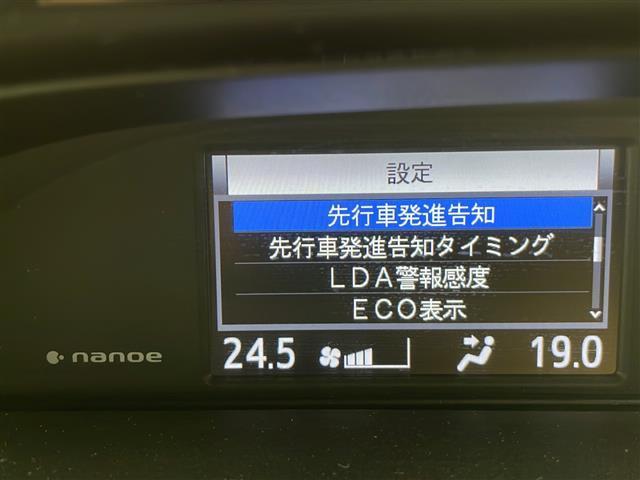 設定
先行車発進告知
先行車発進告知タイミング
LDA警報感度
ECO表示
24.5 19.0
nanoe